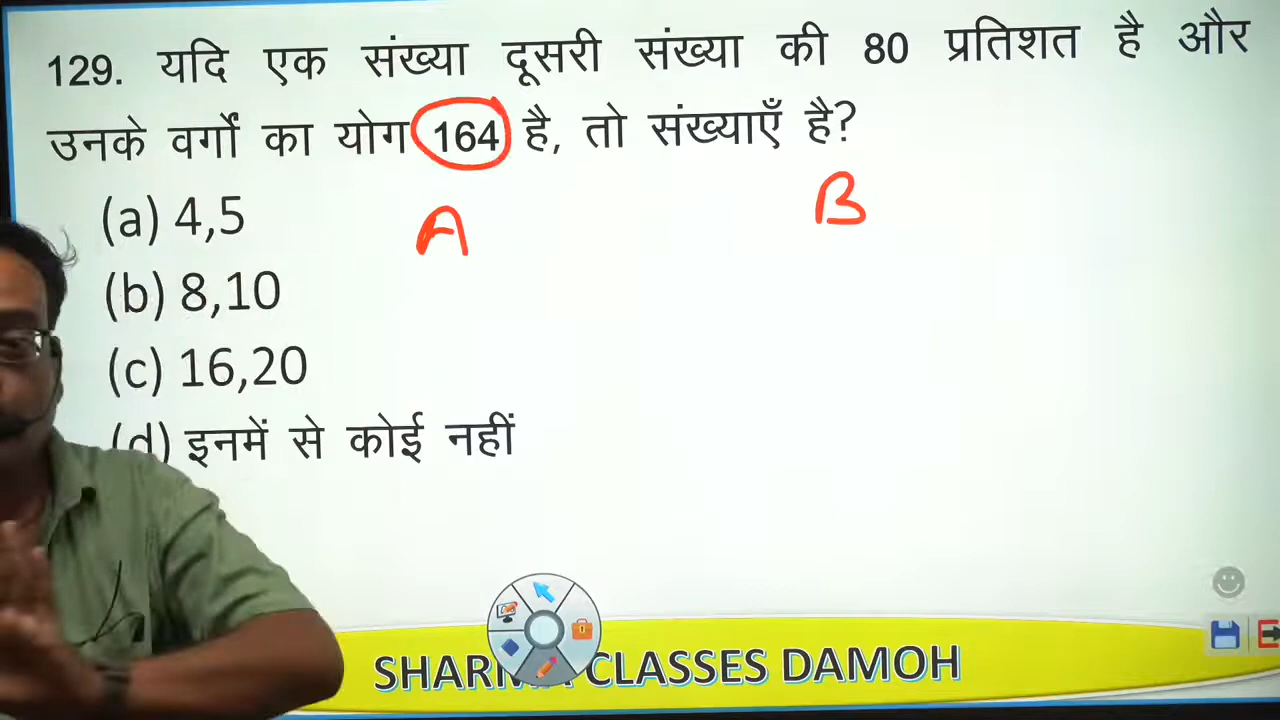 129. यदि एक संख्या दूसरी संख्या की 80 प्रतिशत है और
उनके वर्गों का योग 164 है, तो संख्याएँ है?
(a) 4,5
A
B
(b) 8,10
(c) 16,20
(d) इनमें से कोई नहीं
SHARMA CLASSES DAMOH